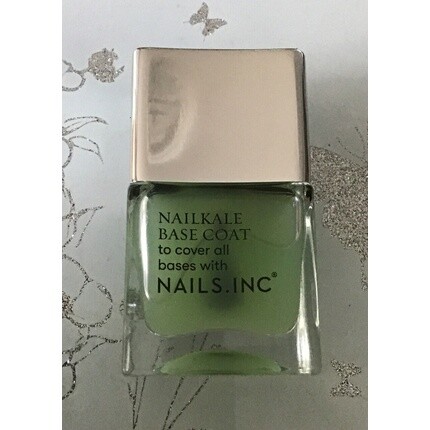 NAILKALE
BASE COAT
to cover all
bases with
NAILS.INC®